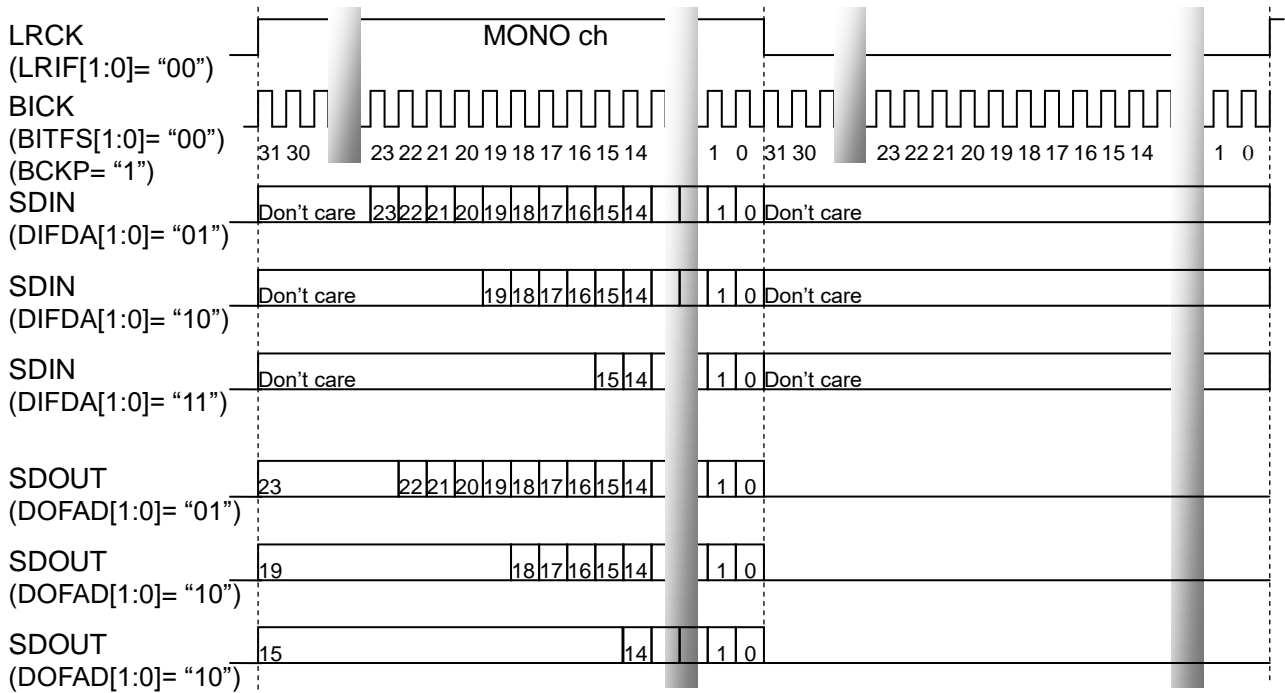 LRCK
MONO ch
(LRIF[1:0]= “00”)
BICK
(BITFS[1:0]= “00”)
(BCKP= “1”)
31 30 23 22 21 20 19 18 17 16 15 14 1 0 31 30 23 22 21 20 19 18 17 16 15 14 1 0
SDIN
Don’t care 23 22 21 20 19 18 17 16 15 14 1 0 Don’t care
(DIFDA[1:0]= “01”)
SDIN
Don’t care 19 18 17 16 15 14 1 0 Don’t care
(DIFDA[1:0]= “10”)
SDIN
Don’t care 15 14 1 0 Don’t care
(DIFDA[1:0]= “11”)
SDOUT
23 22 21 20 19 18 17 16 15 14 1 0
(DOFAD[1:0]= “01”)
SDOUT
19 18 17 16 15 14 1 0
(DOFAD[1:0]= “10”)
SDOUT
15 14 1 0
(DOFAD[1:0]= “10”)